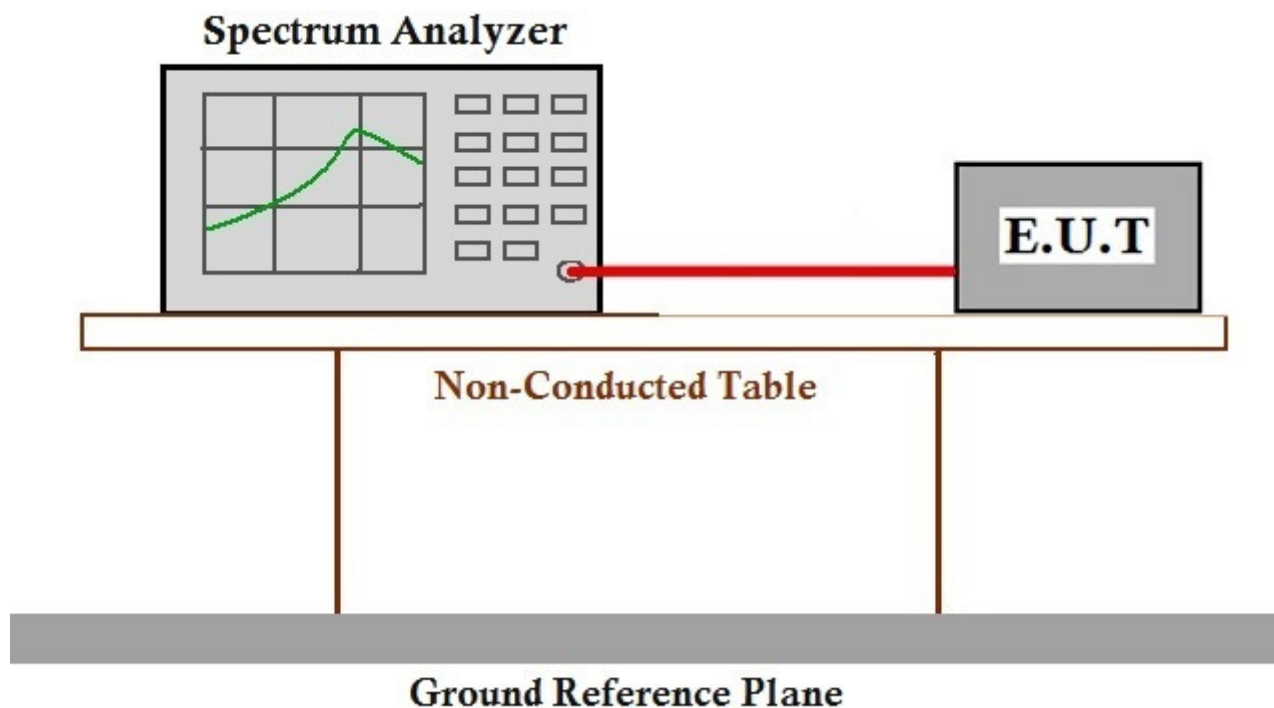 Spectrum Analyzer
E.U.T
Non-Conducted Table
Ground Reference Plane